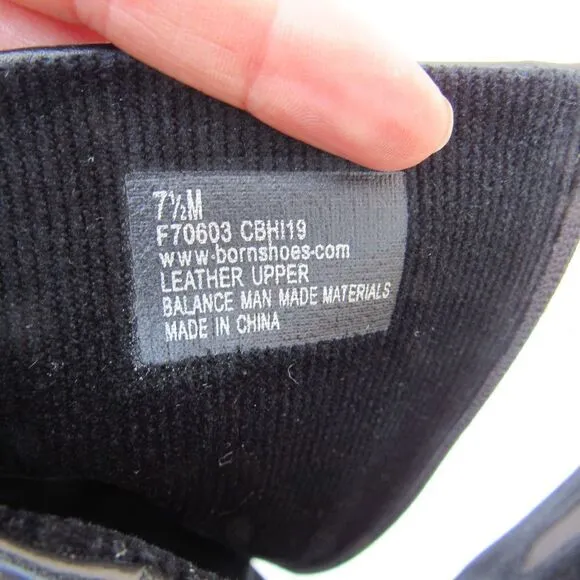 7½M
F70603 CBHI19
www.bornshoes.com
LEATHER UPPER
BALANCE MAN MADE MATERIALS
MADE IN CHINA